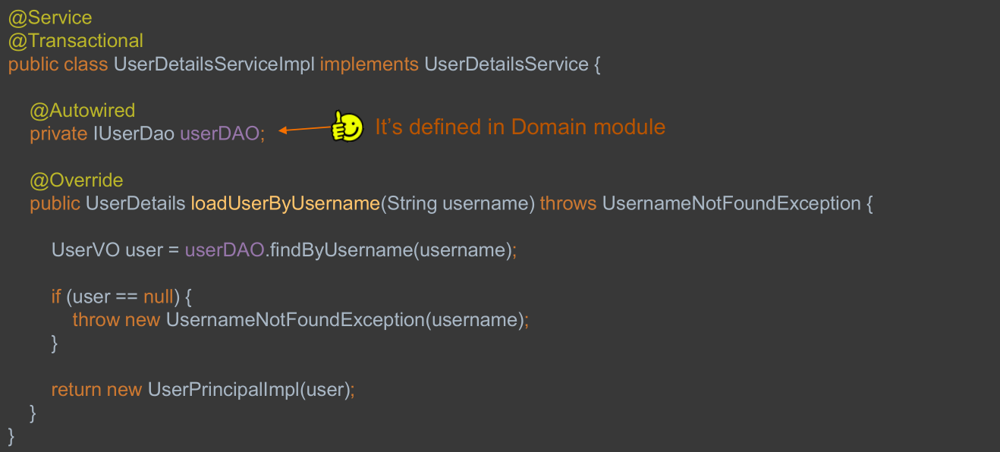 @Service
@Transactional
public class UserDetailsServiceImpl implements UserDetailsService {
@Autowired
private IUserDao userDAO;
It’s defined in Domain module
@Override
public UserDetails loadUserByUsername(String username) throws UsernameNotFoundException {
UserVO user = userDAO.findByUsername(username);
if (user == null) {
throw new UsernameNotFoundException(username);
}
return new UserPrincipalImpl(user);
}
}